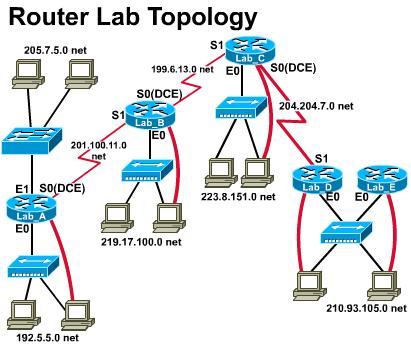 Router Lab Topology
205.7.5.0 net
S1
Lab_C
199.6.13.0 net
E0
S0(DCE)
S0(DCE)
204.204.7.0 net
S1
Lab_B
E0
201.100.11.0
net
S1
E1
S0(DCE)
Lab_D
Lab_E
Lab_A
E0
223.8.151.0 net
E0
E0
219.17.100.0 net
210.93.105.0 net
192.5.5.0 net